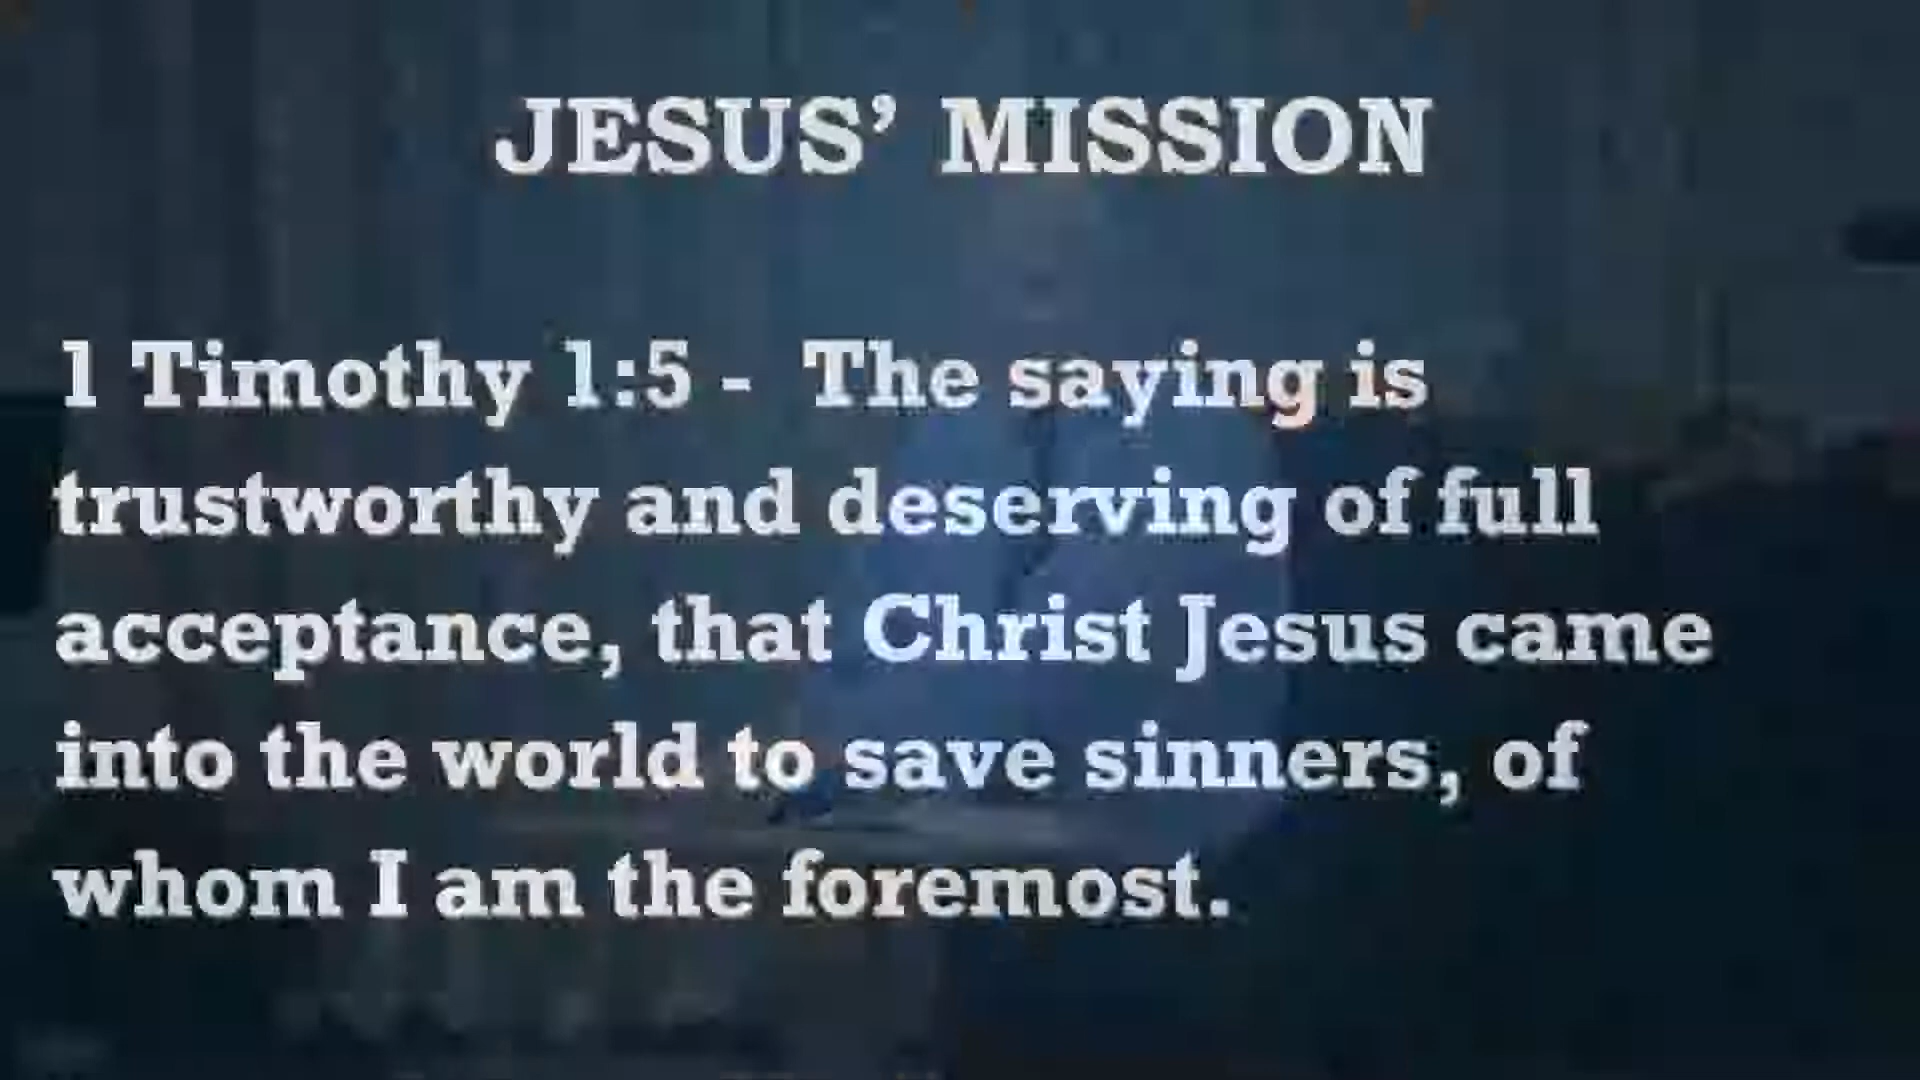 JESUS’ MISSION
1 Timothy 1:5 - The saying is
trustworthy and deserving of full
acceptance, that Christ Jesus came
into the world to save sinners, of
whom I am the foremost.